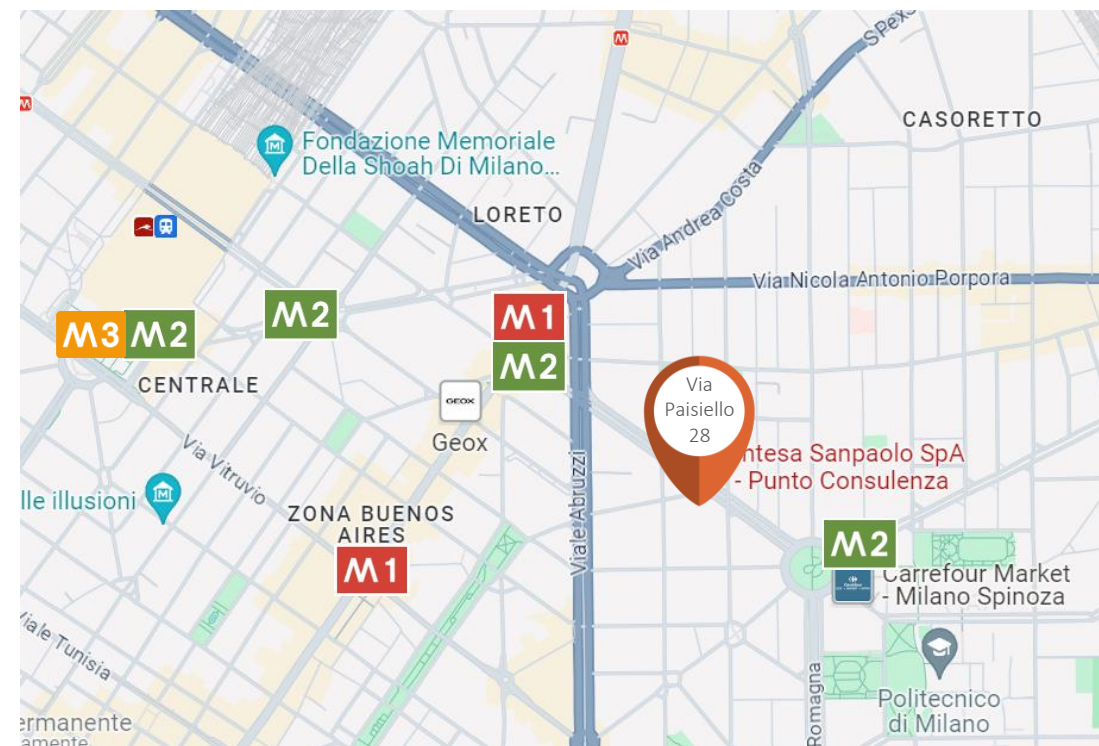 SPex
CASORETTO
Fondazione Memoriale
Della Shoah Di Milano...
LORETO
Via Andrea Costa
Via Nicola Antonio Porpora
M2
M1
M3 M2
M2
CENTRALE
Via
Paisiello
28
GEOX
Geox
Via Vitruvio
ntesa Sanpaolo SpA
- Punto Consulenza
lle illusioni
ZONA BUENOS
AIRES
Viale Abruzzi
M2
M1
Carrefour Market
- Milano Spinoza
Viale Tunisia
Romagna
Politecnico
di Milano
ermanente
amente